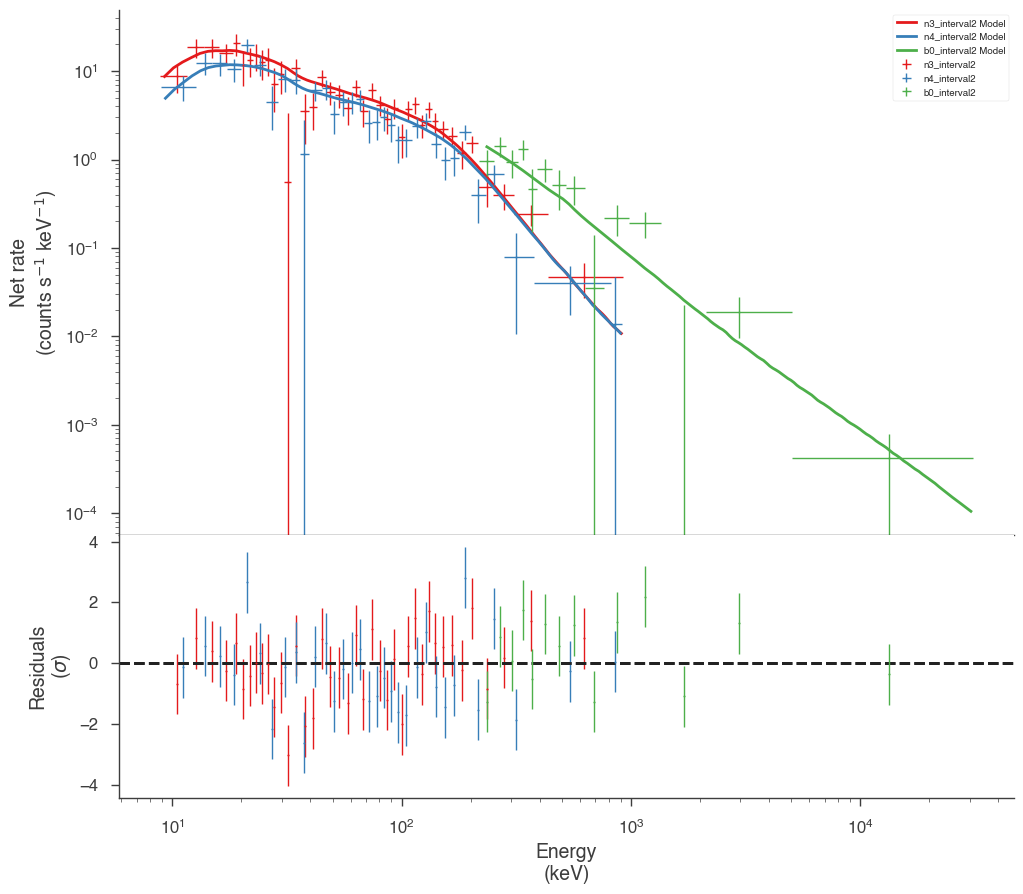 n3_interval2 Model
n4_interval2 Model
b0_interval2 Model
n3_interval2
n4_interval2
b0_interval2
Net rate
(counts s⁻¹ keV⁻¹)
10¹
10⁰
10⁻¹
10⁻²
10⁻³
10⁻⁴
Residuals
(σ)
4
2
0
−2
−4
10¹ 10² 10³ 10⁴
Energy
(keV)